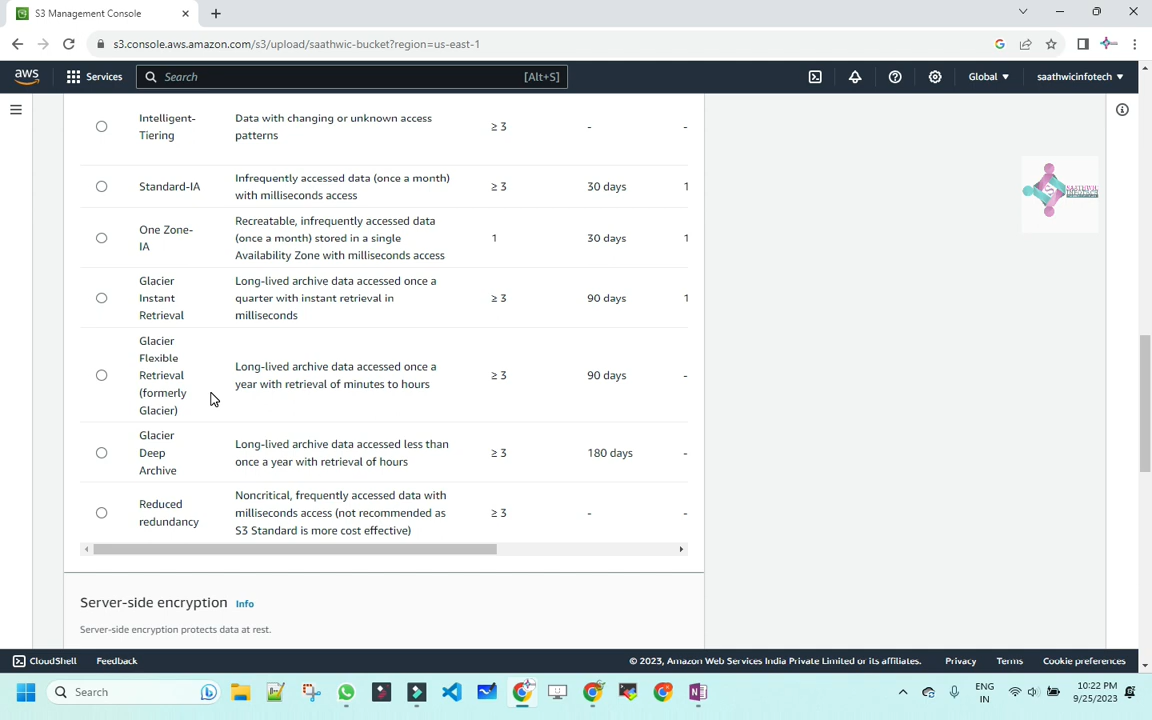 S3 Management Console
s3.console.aws.amazon.com/s3/upload/saathwic-bucket?region=us-east-1
aws
Services
Search
[Alt+S]
Global
saathwicinfotech
Intelligent-
Tiering
Data with changing or unknown access
patterns
≥ 3
-
-
Standard-IA
Infrequently accessed data (once a month)
with milliseconds access
≥ 3
30 days
1
One Zone-
IA
Recreatable, infrequently accessed data
(once a month) stored in a single
Availability Zone with milliseconds access
1
30 days
1
Glacier
Instant
Retrieval
Long-lived archive data accessed once a
quarter with instant retrieval in
milliseconds
≥ 3
90 days
1
Glacier
Flexible
Retrieval
(formerly
Glacier)
Long-lived archive data accessed once a
year with retrieval of minutes to hours
≥ 3
90 days
-
Glacier
Deep
Archive
Long-lived archive data accessed less than
once a year with retrieval of hours
≥ 3
180 days
-
Reduced
redundancy
Noncritical, frequently accessed data with
milliseconds access (not recommended as
S3 Standard is more cost effective)
≥ 3
-
-
SAATHWIC
INFOTECH
Server-side encryption Info
Server-side encryption protects data at rest.
CloudShell
Feedback
© 2023, Amazon Web Services India Private Limited or its affiliates.
Privacy
Terms
Cookie preferences
Search
ENG
IN
10:22 PM
9/25/2023